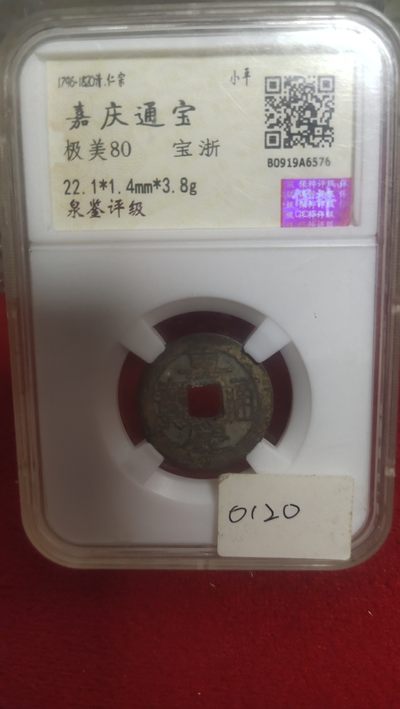 1796-1820清.仁宗 小平
嘉庆通宝
极美80 宝浙
B0919A6576
22.1*1.4mm*3.8g
泉鉴评级
0120